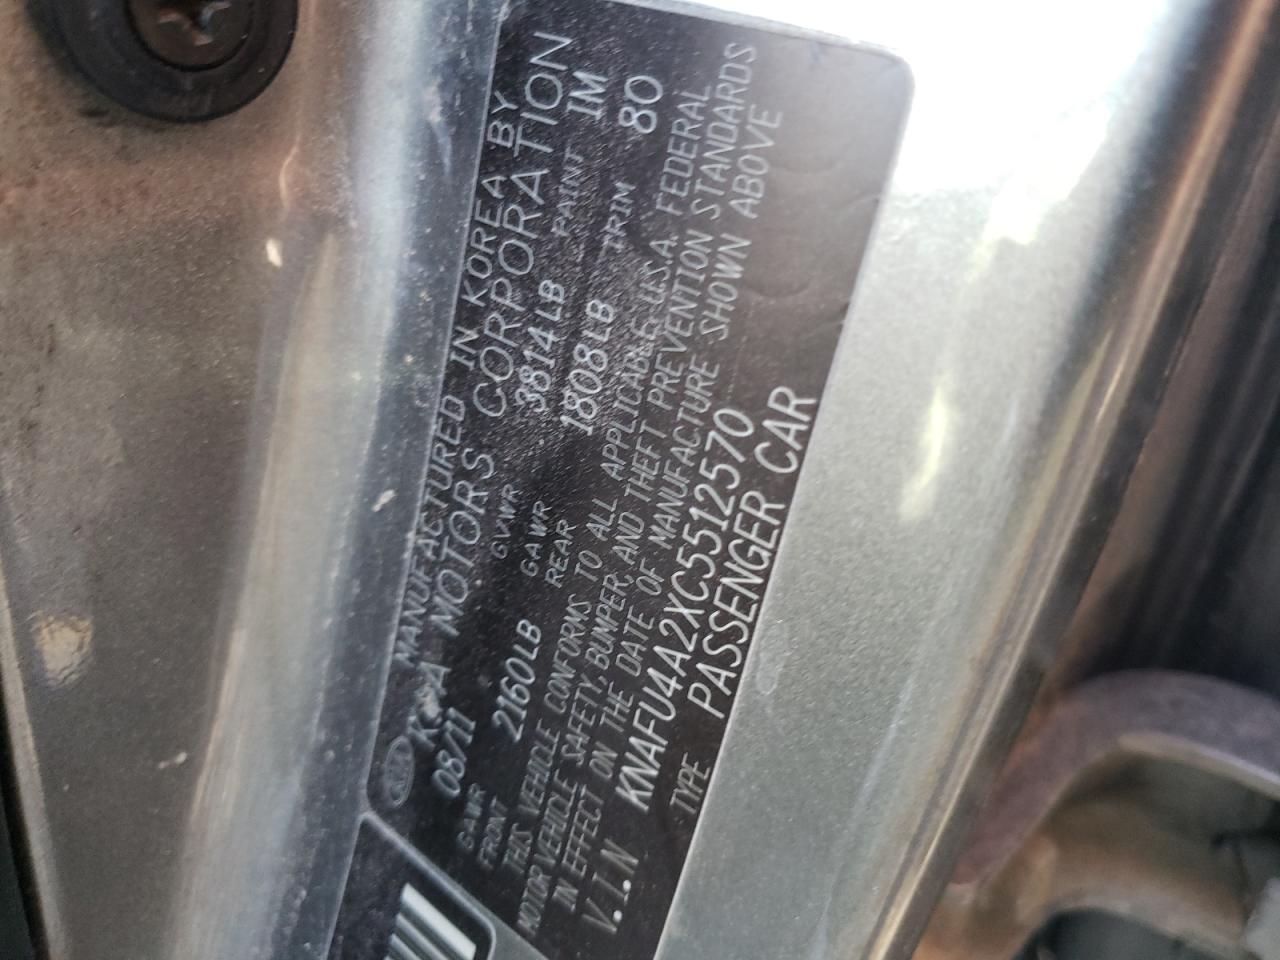 MANUFACTURED IN KOREA BY
KIA MOTORS CORPORATION
08/11 GVWR 3814LB PAINT 1M
GAWR FRONT 2160LB GAWR REAR 1808LB TRIM 80
THIS VEHICLE CONFORMS TO ALL APPLICABLE U.S.A. FEDERAL
MOTOR VEHICLE SAFETY, BUMPER, AND THEFT PREVENTION STANDARDS
IN EFFECT ON THE DATE OF MANUFACTURE SHOWN ABOVE
V.I.N KNAFU4A2XC5512570
TYPE PASSENGER CAR